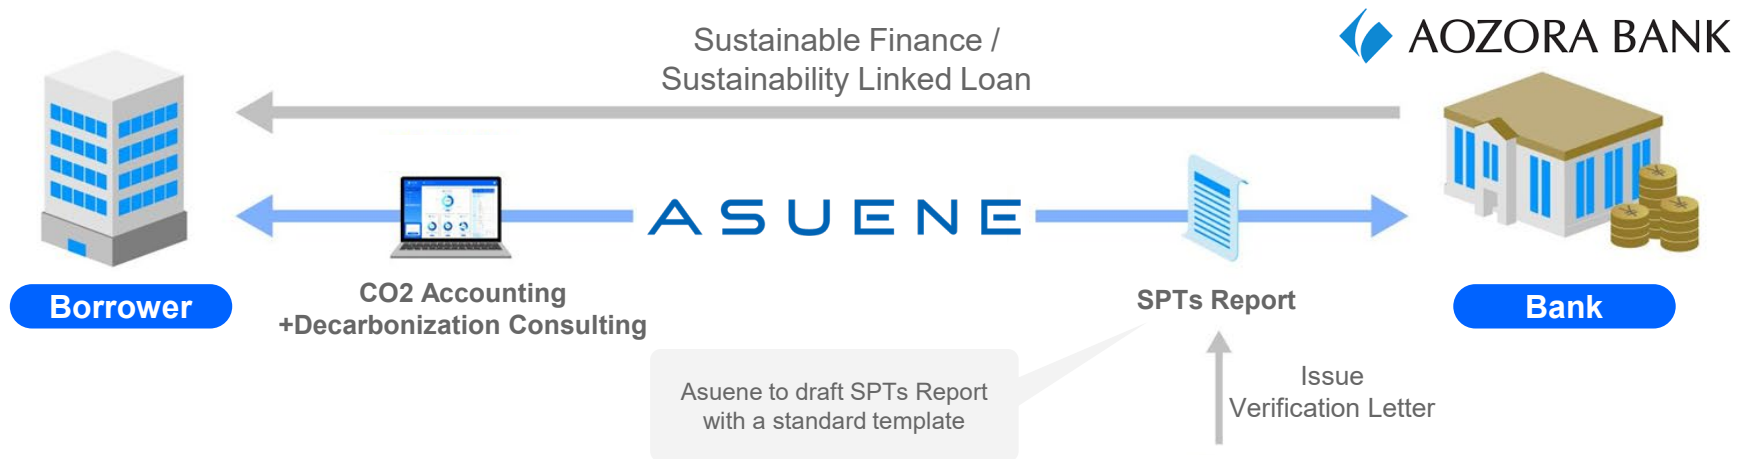 Sustainable Finance /
Sustainability Linked Loan
AOZORA BANK
ASUENE
Borrower
CO2 Accounting
+Decarbonization Consulting
SPTs Report
Bank
Asuene to draft SPTs Report
with a standard template
Issue
Verification Letter